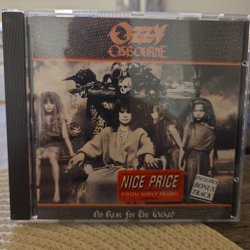 Ozzy
OSBOURNE
NICE PRICE
FROM SONY MUSIC
INCLUDES
BONUS
TRACK
No Rest for the Wicked